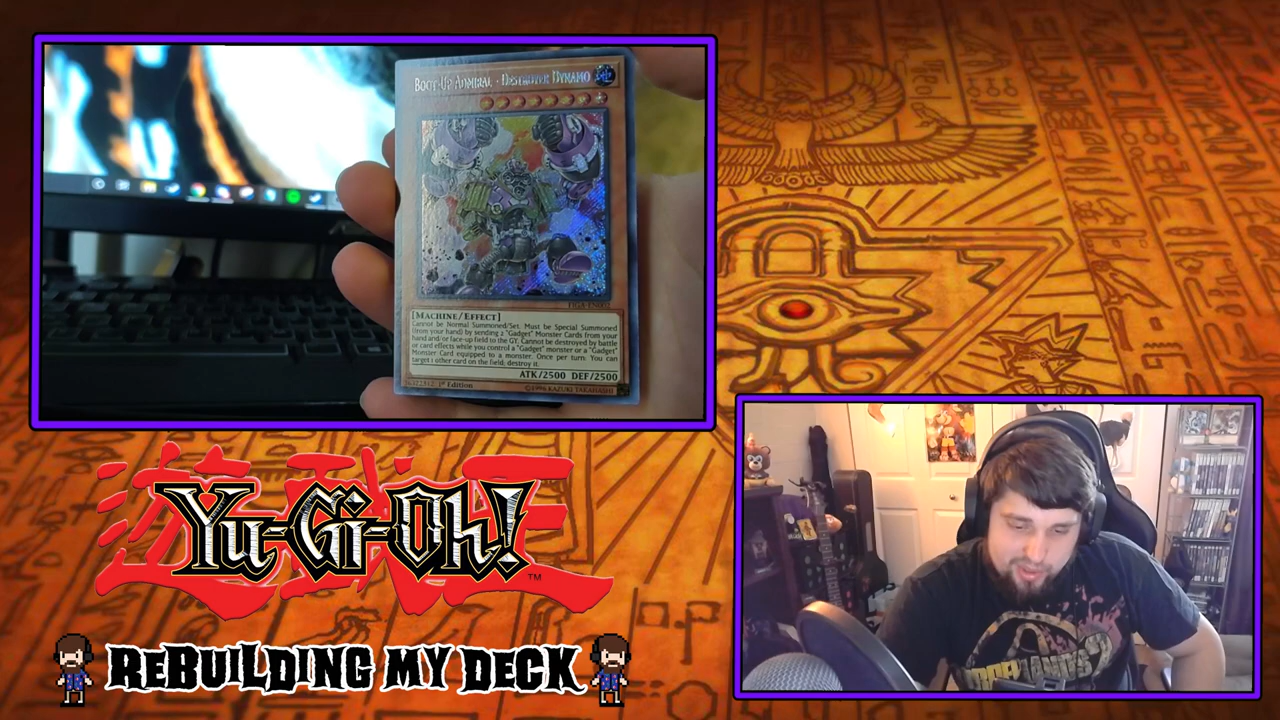 BOOT-UP ADMIRAL - DESTROYER DYNAMO
[MACHINE/EFFECT]
Cannot be Normal Summoned/Set. Must be Special Summoned
(from your hand) by sending 2 "Gadget" Monster Cards from your
hand and/or face-up field to the GY. Cannot be destroyed by battle
or card effects while you control a "Gadget" monster or a "Gadget"
Monster Card equipped to a monster. Once per turn: You can
target 1 other card on the field; destroy it.
ATK/2500 DEF/2500
1st Edition
©1996 KAZUKI TAKAHASHI
遊戯王
Yu-Gi-Oh!
TM
REBUILDING MY DECK